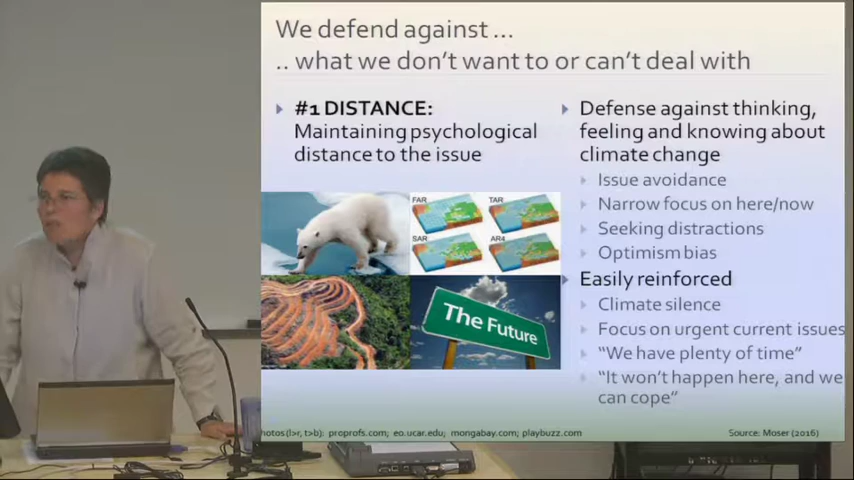 We defend against ...
.. what we don't want to or can't deal with
#1 DISTANCE:
Maintaining psychological
distance to the issue
FAR
TAR
SAR
AR4
The Future
Defense against thinking,
feeling and knowing about
climate change
Issue avoidance
Narrow focus on here/now
Seeking distractions
Optimism bias
Easily reinforced
Climate silence
Focus on urgent current issues
"We have plenty of time"
"It won't happen here, and we
can cope"
hotos (l>r, t>b): proprofs.com; eo.ucar.edu; mongabay.com; playbuzz.com
Source: Moser (2016)